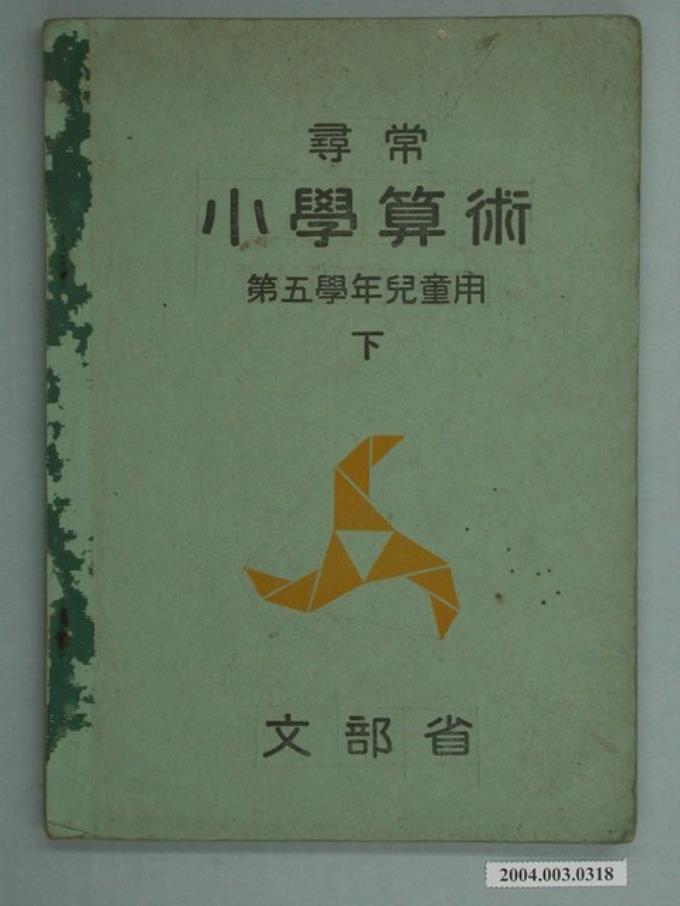 尋常
小學算術
第五學年兒童用
下
文部省
2004.003.0318